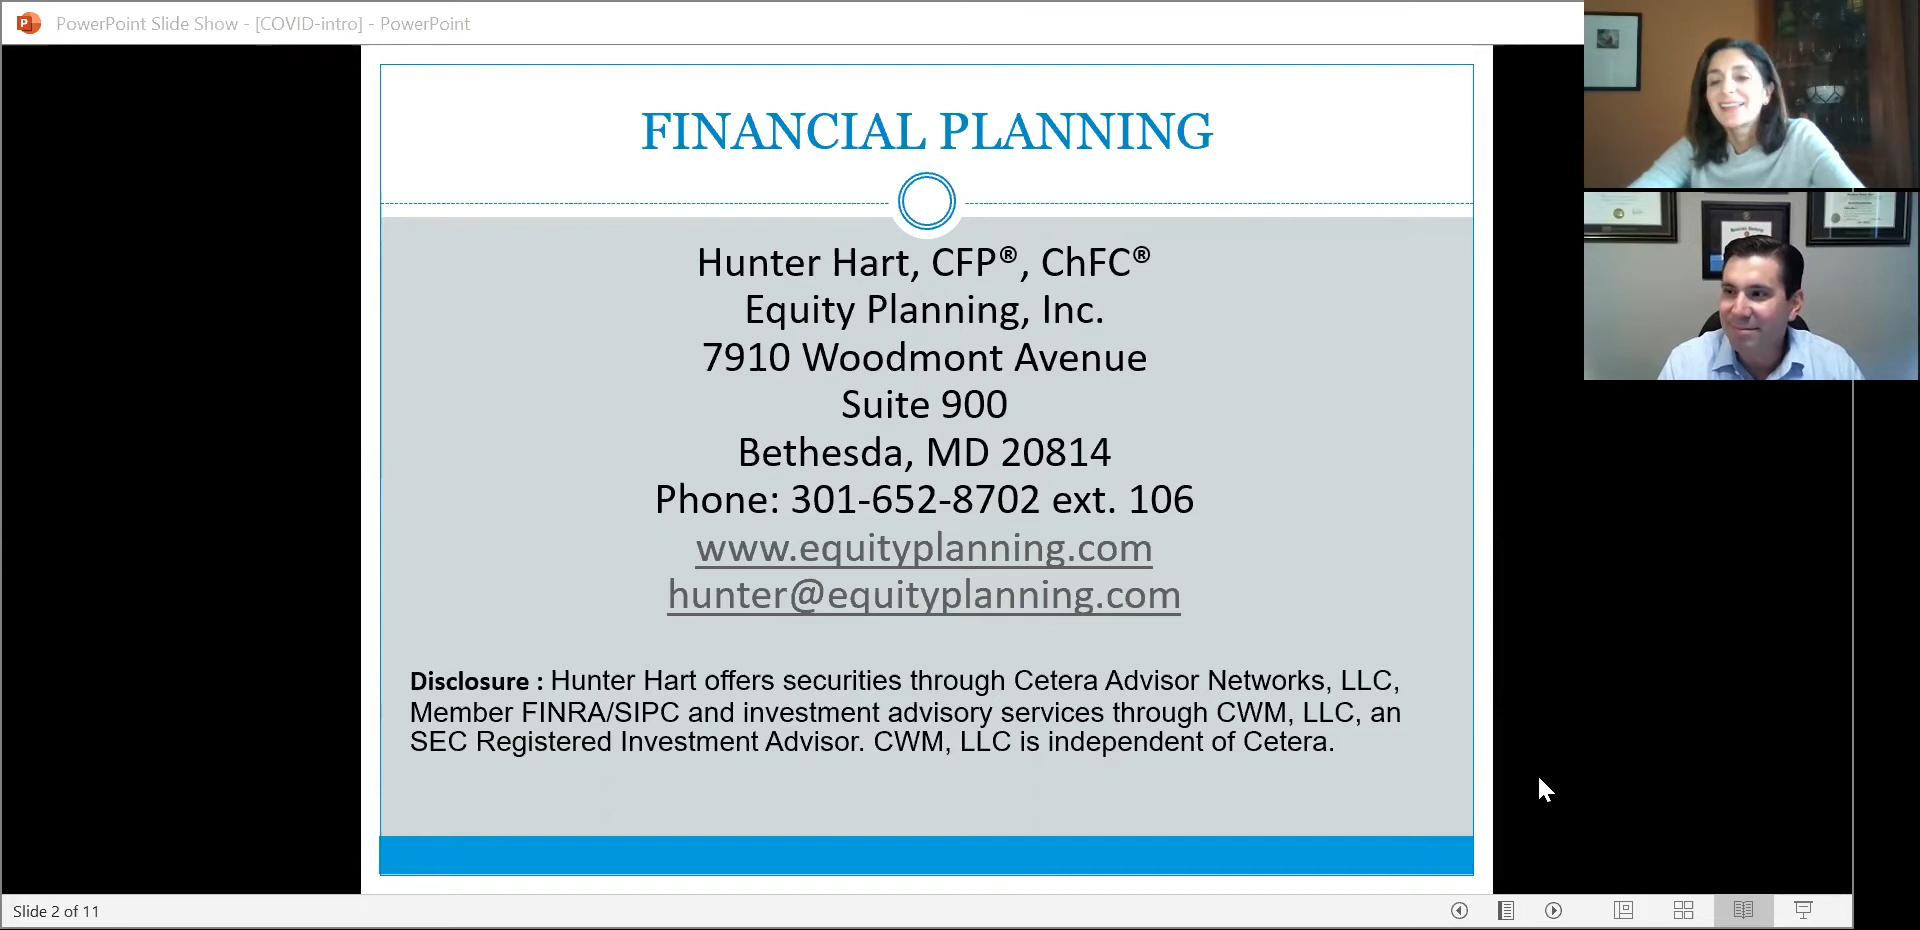 PowerPoint Slide Show - [COVID-intro] - PowerPoint
FINANCIAL PLANNING
Hunter Hart, CFP®, ChFC®
Equity Planning, Inc.
7910 Woodmont Avenue
Suite 900
Bethesda, MD 20814
Phone: 301-652-8702 ext. 106
www.equityplanning.com
hunter@equityplanning.com
Disclosure : Hunter Hart offers securities through Cetera Advisor Networks, LLC,
Member FINRA/SIPC and investment advisory services through CWM, LLC, an
SEC Registered Investment Advisor. CWM, LLC is independent of Cetera.
Slide 2 of 11